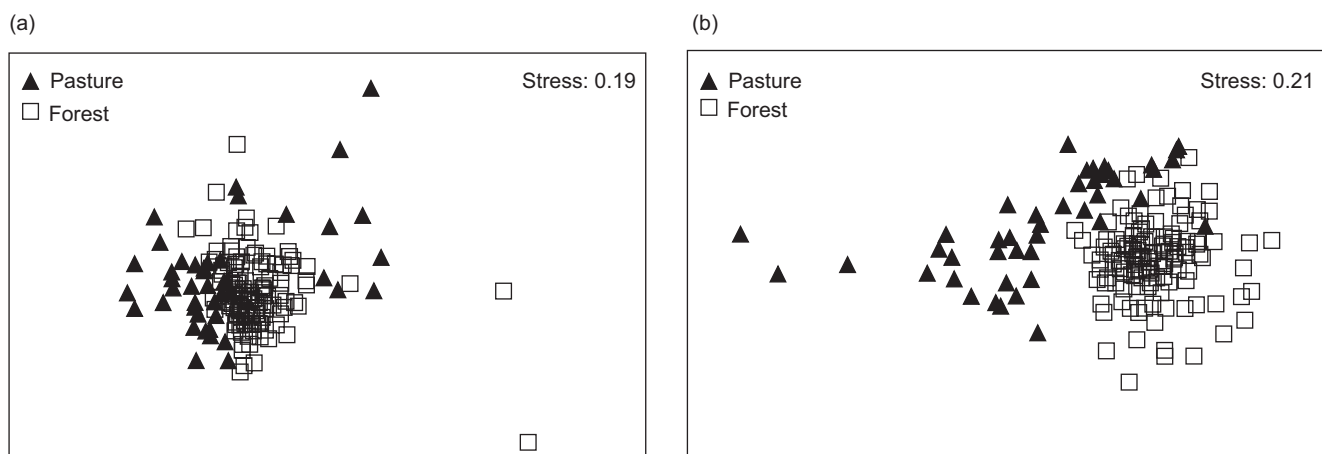 (a)
Pasture
Stress: 0.19
Forest
(b)
Pasture
Stress: 0.21
Forest